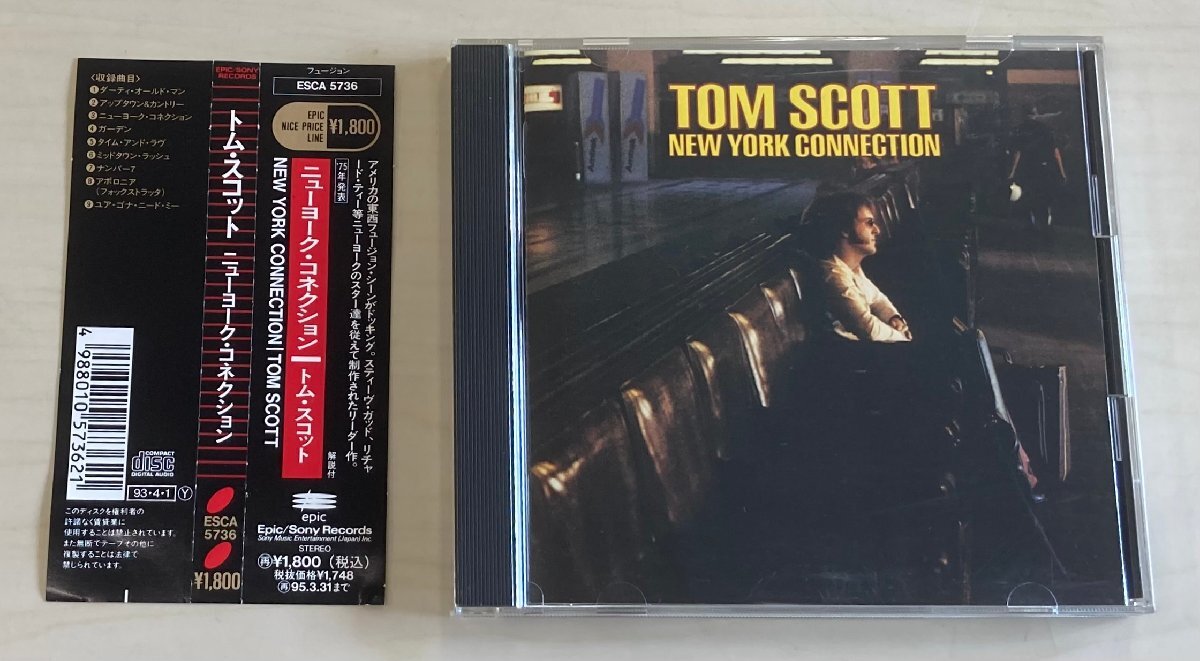 〈収録曲目〉
❶ダーティ・オールド・マン
❷アップタウン&カントリー
❸ニューヨーク・コネクション
❹ガーデン
❺タイム・アンド・ラヴ
❻ミッドタウン・ラッシュ
❼ナンバー7
❽アポロニア
(フォックストラッタ)
❾ユア・ゴナ・ニード・ミー
4 988010 573621
COMPACT
disc
DIGITAL AUDIO
93・4・1 Ⓨ
このディスクを権利者の
許諾なく賃貸業に
使用することは禁止されています。
また無断でテープその他に
複製することは法律で
禁じられています。
EPIC/SONY
RECORDS
トム・スコット ニューヨーク・コネクション
ESCA
5736
¥1,800
フュージョン
ESCA 5736
EPIC
NICE PRICE
LINE
¥1,800
'75年発表
アメリカの東西フュージョン・シーンがドッキング。スティーヴ・ガッド、リチャ
ード・ティー等ニューヨークのスター達を従えて制作されたリーダー作。
ニューヨーク・コネクション|トム・スコット
NEW YORK CONNECTION|TOM SCOTT
解説付
epic
Epic/Sony Records
Sony Music Entertainment (Japan) Inc.
STEREO
㊢¥1,800(税込)
税抜価格¥1,748
㊢95.3.31まで
TOM SCOTT
NEW YORK CONNECTION